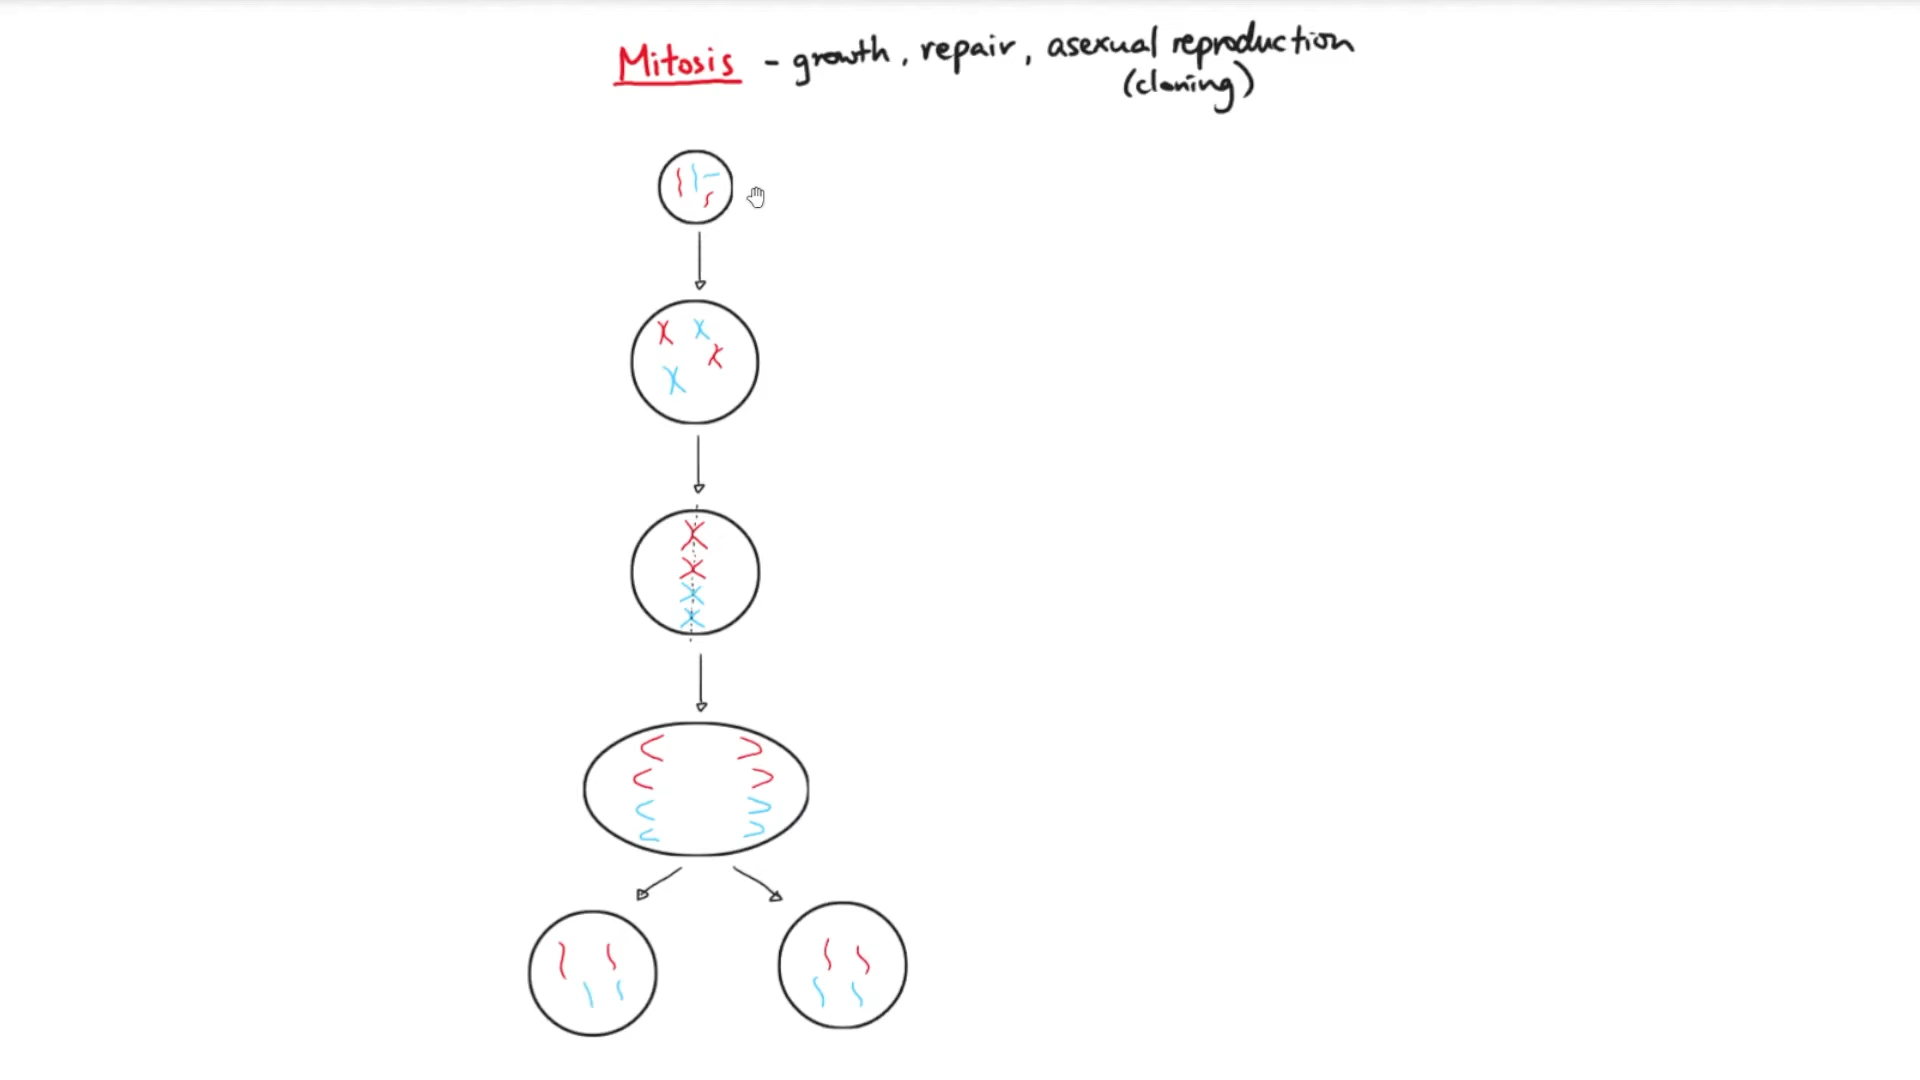 Mitosis - growth, repair, asexual reproduction
(cloning)